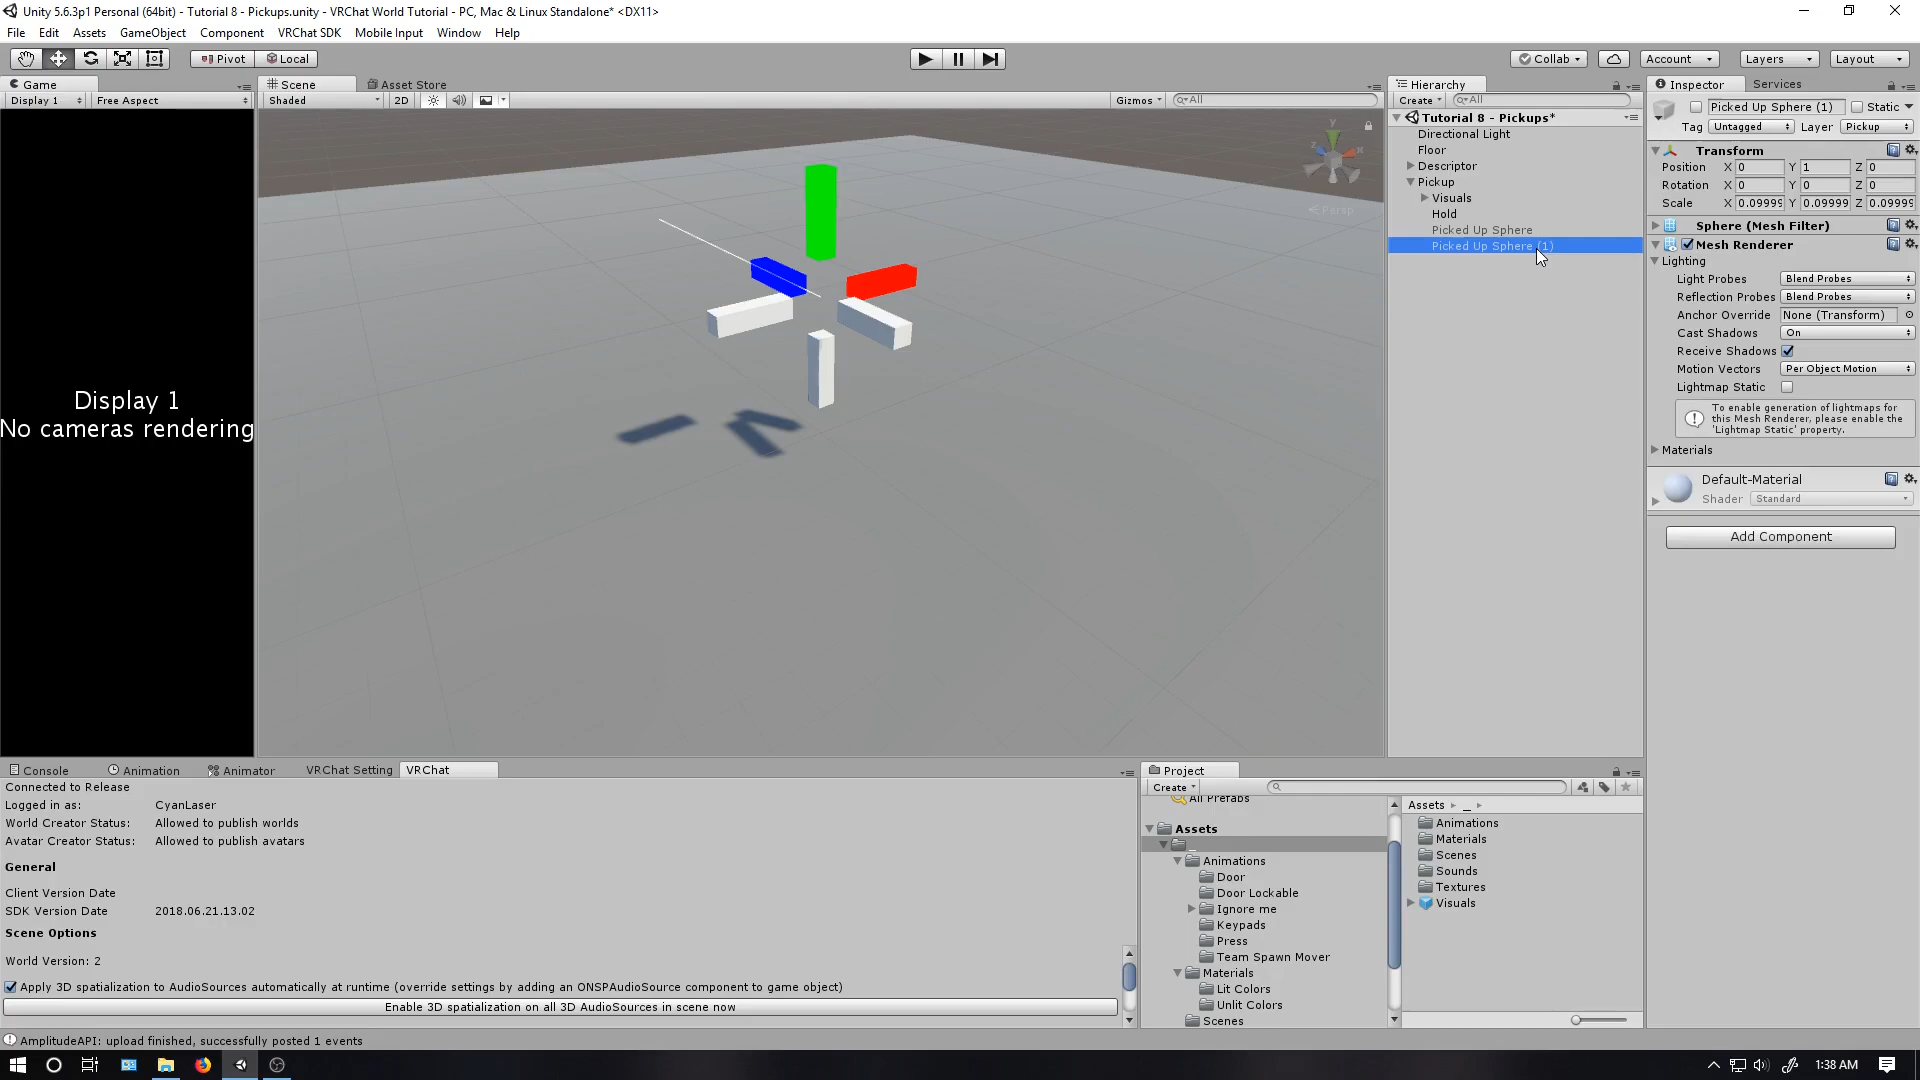 Unity 5.6.3p1 Personal (64bit) - Tutorial 8 - Pickups.unity - VRChat World Tutorial - PC, Mac & Linux Standalone* <DX11>
File Edit Assets GameObject Component VRChat SDK Mobile Input Window Help
Pivot Local Collab Account Layers Layout
Game
Display 1 Free Aspect
Display 1
No cameras rendering
Scene Asset Store
Shaded 2D Gizmos All
y
x
z
Persp
Hierarchy
Create All
Tutorial 8 - Pickups*
Directional Light
Floor
Descriptor
Pickup
Visuals
Hold
Picked Up Sphere
Picked Up Sphere (1)
Inspector Services
Picked Up Sphere (1) Static
Tag Untagged Layer Pickup
Transform
Position X 0 Y 1 Z 0
Rotation X 0 Y 0 Z 0
Scale X 0.09999 Y 0.09999 Z 0.09999
Sphere (Mesh Filter)
Mesh Renderer
Lighting
Light Probes Blend Probes
Reflection Probes Blend Probes
Anchor Override None (Transform)
Cast Shadows On
Receive Shadows
Motion Vectors Per Object Motion
Lightmap Static
To enable generation of lightmaps for
this Mesh Renderer, please enable the
'Lightmap Static' property.
Materials
Default-Material
Shader Standard
Add Component
Console Animation Animator VRChat Setting VRChat
Connected to Release
Logged in as: CyanLaser
World Creator Status: Allowed to publish worlds
Avatar Creator Status: Allowed to publish avatars
General
Client Version Date
SDK Version Date 2018.06.21.13.02
Scene Options
World Version: 2
Apply 3D spatialization to AudioSources automatically at runtime (override settings by adding an ONSPAudioSource component to game object)
Enable 3D spatialization on all 3D AudioSources in scene now
Project
Create
All Prefabs
Assets
_
Animations
Door
Door Lockable
Ignore me
Keypads
Press
Team Spawn Mover
Materials
Lit Colors
Unlit Colors
Scenes
Assets _
Animations
Materials
Scenes
Sounds
Textures
Visuals
AmplitudeAPI: upload finished, successfully posted 1 events
1:38 AM